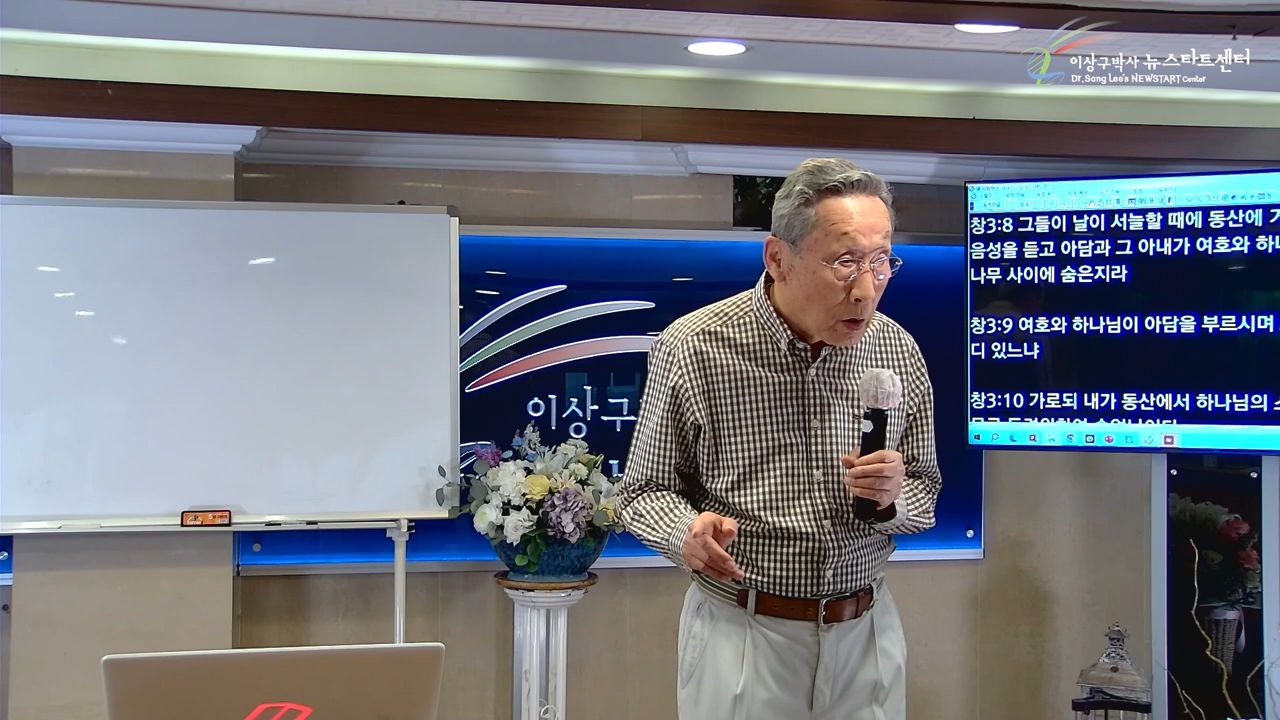 이상구박사 뉴스타트센터
Dr. Sang Lee's NEWSTART Center
창3:8 그들이 날이 서늘할 때에 동산에
음성을 듣고 아담과 그 아내가 여호와
나무 사이에 숨은지라
창3:9 여호와 하나님이 아담을 부르시며
디 있느냐
창3:10 가로되 내가 동산에서 하나님의
이상구